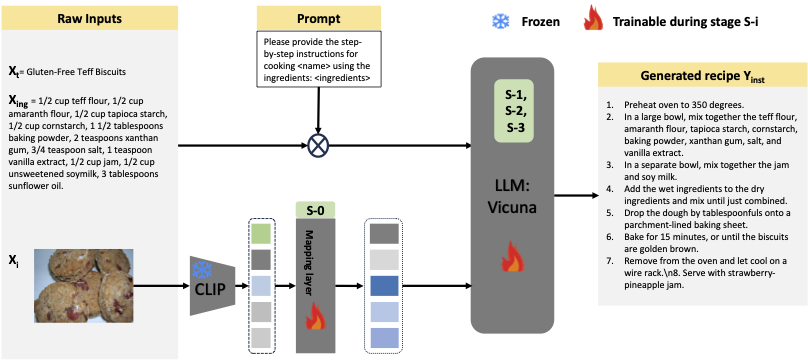 Raw Inputs
Prompt
Frozen
Trainable during stage S-i
Please provide the step-
by-step instructions for
cooking <name> using the
ingredients: <ingredients>
Xt= Gluten-Free Teff Biscuits
Xing = 1/2 cup teff flour, 1/2 cup
amaranth flour, 1/2 cup tapioca starch,
1/2 cup cornstarch, 1 1/2 tablespoons
baking powder, 2 teaspoons xanthan
gum, 3/4 teaspoon salt, 1 teaspoon
vanilla extract, 1/2 cup jam, 1/2 cup
unsweetened soymilk, 3 tablespoons
sunflower oil.
Xi
CLIP
S-0
Mapping layer
S-1,
S-2,
S-3
LLM:
Vicuna
Generated recipe Yinst
1. Preheat oven to 350 degrees.
2. In a large bowl, mix together the teff flour,
amaranth flour, tapioca starch, cornstarch,
baking powder, xanthan gum, salt, and
vanilla extract.
3. In a separate bowl, mix together the jam
and soy milk.
4. Add the wet ingredients to the dry
ingredients and mix until just combined.
5. Drop the dough by tablespoonfuls onto a
parchment-lined baking sheet.
6. Bake for 15 minutes, or until the biscuits
are golden brown.
7. Remove from the oven and let cool on a
wire rack.\n8. Serve with strawberry-
pineapple jam.